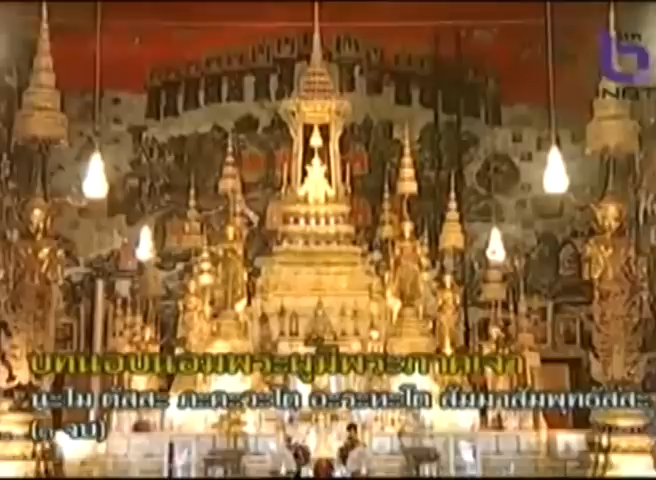 NBT
บทนอบน้อมพระผู้มีพระภาคเจ้า
นะโม ตัสสะ ภะคะวะโต อะระหะโต สัมมาสัมพุทธัสสะ
(๓ จบ)